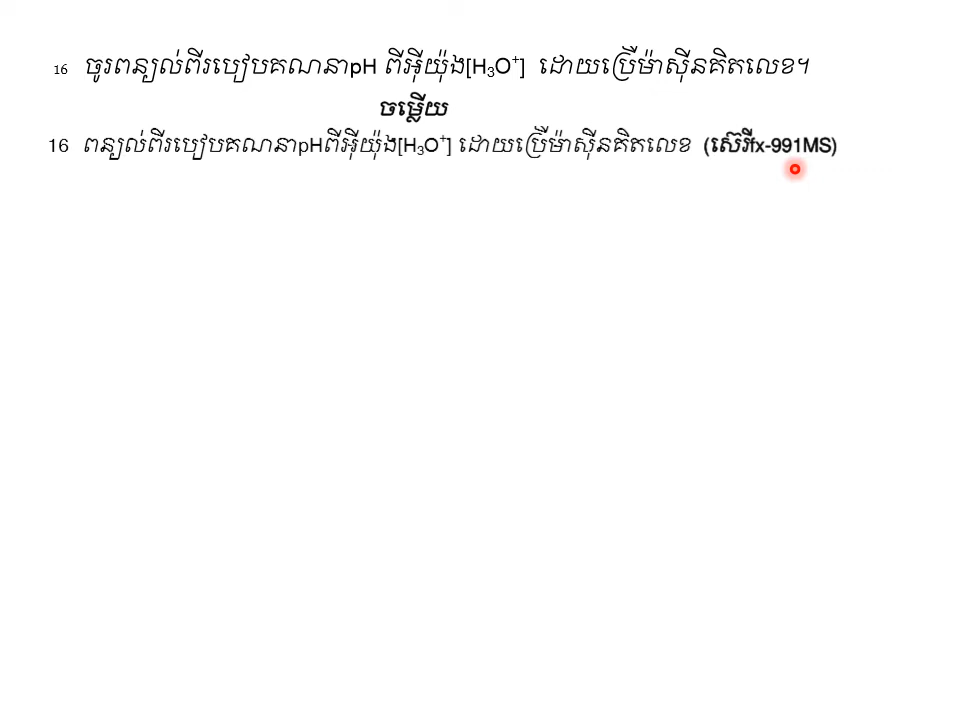 16 ចូរពន្យល់ពីរបៀបគណនាpH ពីអ៊ីយ៉ុង[H₃O⁺] ដោយប្រើម៉ាស៊ីនគិតលេខ។
ចម្លើយ
16 ពន្យល់ពីរបៀបគណនាpHពីអ៊ីយ៉ុង[H₃O⁺] ដោយប្រើម៉ាស៊ីនគិតលេខ (ស៊េរីfx-991MS)